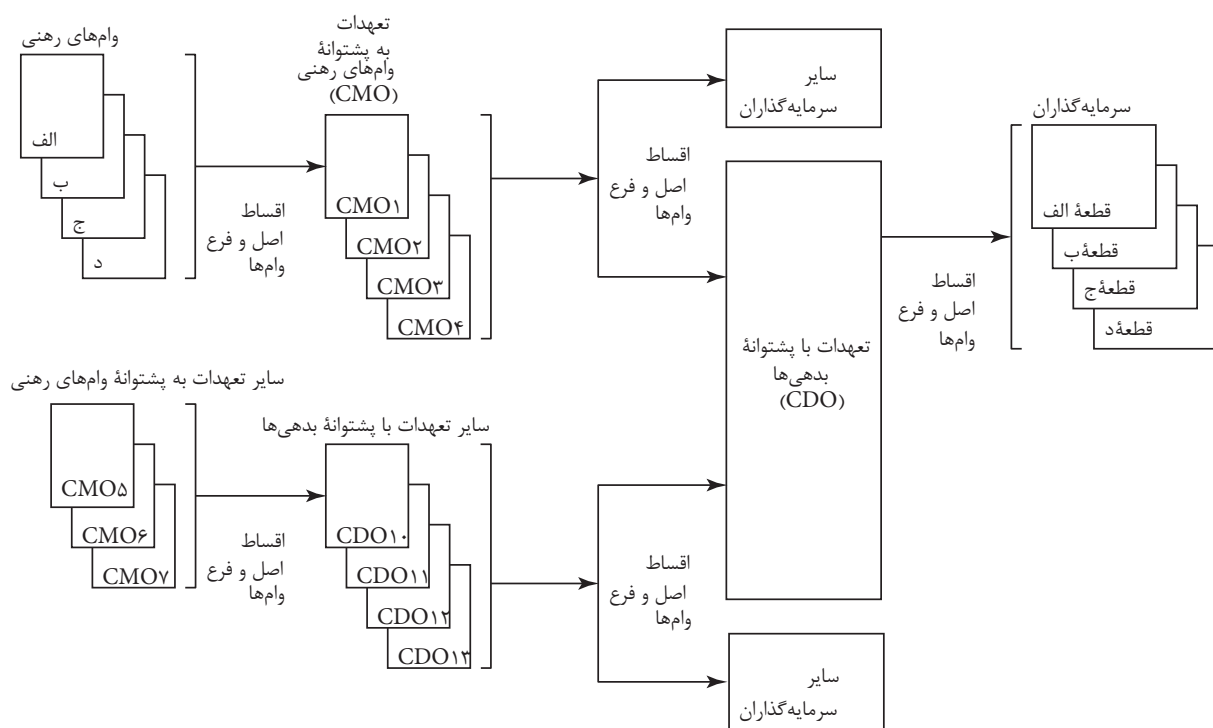 وام‌های رهنی
الف
ب
ج
د
اقساط
اصل و فرع
وام‌ها
تعهدات
به پشتوانهٔ
وام‌های رهنی
(CMO)
CMO۱
CMO۲
CMO۳
CMO۴
اقساط
اصل و فرع
وام‌ها
سایر
سرمایه‌گذاران
تعهدات با پشتوانهٔ
بدهی‌ها
(CDO)
اقساط
اصل و فرع
وام‌ها
سرمایه‌گذاران
قطعهٔ الف
قطعهٔ ب
قطعهٔ ج
قطعهٔ د
سایر تعهدات به پشتوانهٔ وام‌های رهنی
CMO۵
CMO۶
CMO۷
اقساط
اصل و فرع
وام‌ها
سایر تعهدات با پشتوانهٔ بدهی‌ها
CDO۱۰
CDO۱۱
CDO۱۲
CDO۱۳
اقساط
اصل و فرع
وام‌ها
سایر
سرمایه‌گذاران